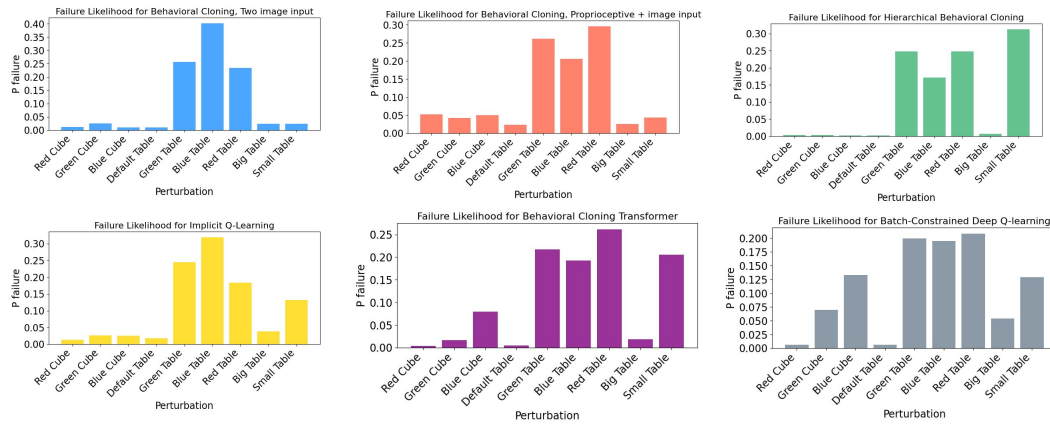 Failure Likelihood for Behavioral Cloning, Two image input
P failure
0.40
0.35
0.30
0.25
0.20
0.15
0.10
0.05
0.00
Red Cube
Green Cube
Blue Cube
Default Table
Green Table
Blue Table
Red Table
Big Table
Small Table
Perturbation
Failure Likelihood for Behavioral Cloning, Proprioceptive + image input
P failure
0.30
0.25
0.20
0.15
0.10
0.05
0.00
Red Cube
Green Cube
Blue Cube
Default Table
Green Table
Blue Table
Red Table
Big Table
Small Table
Perturbation
Failure Likelihood for Hierarchical Behavioral Cloning
P failure
0.30
0.25
0.20
0.15
0.10
0.05
0.00
Red Cube
Green Cube
Blue Cube
Default Table
Green Table
Blue Table
Red Table
Big Table
Small Table
Perturbation
Failure Likelihood for Implicit Q-Learning
P failure
0.30
0.25
0.20
0.15
0.10
0.05
0.00
Red Cube
Green Cube
Blue Cube
Default Table
Green Table
Blue Table
Red Table
Big Table
Small Table
Perturbation
Failure Likelihood for Behavioral Cloning Transformer
P failure
0.25
0.20
0.15
0.10
0.05
0.00
Red Cube
Green Cube
Blue Cube
Default Table
Green Table
Blue Table
Red Table
Big Table
Small Table
Perturbation
Failure Likelihood for Batch-Constrained Deep Q-learning
P failure
0.200
0.175
0.150
0.125
0.100
0.075
0.050
0.025
0.000
Red Cube
Green Cube
Blue Cube
Default Table
Green Table
Blue Table
Red Table
Big Table
Small Table
Perturbation